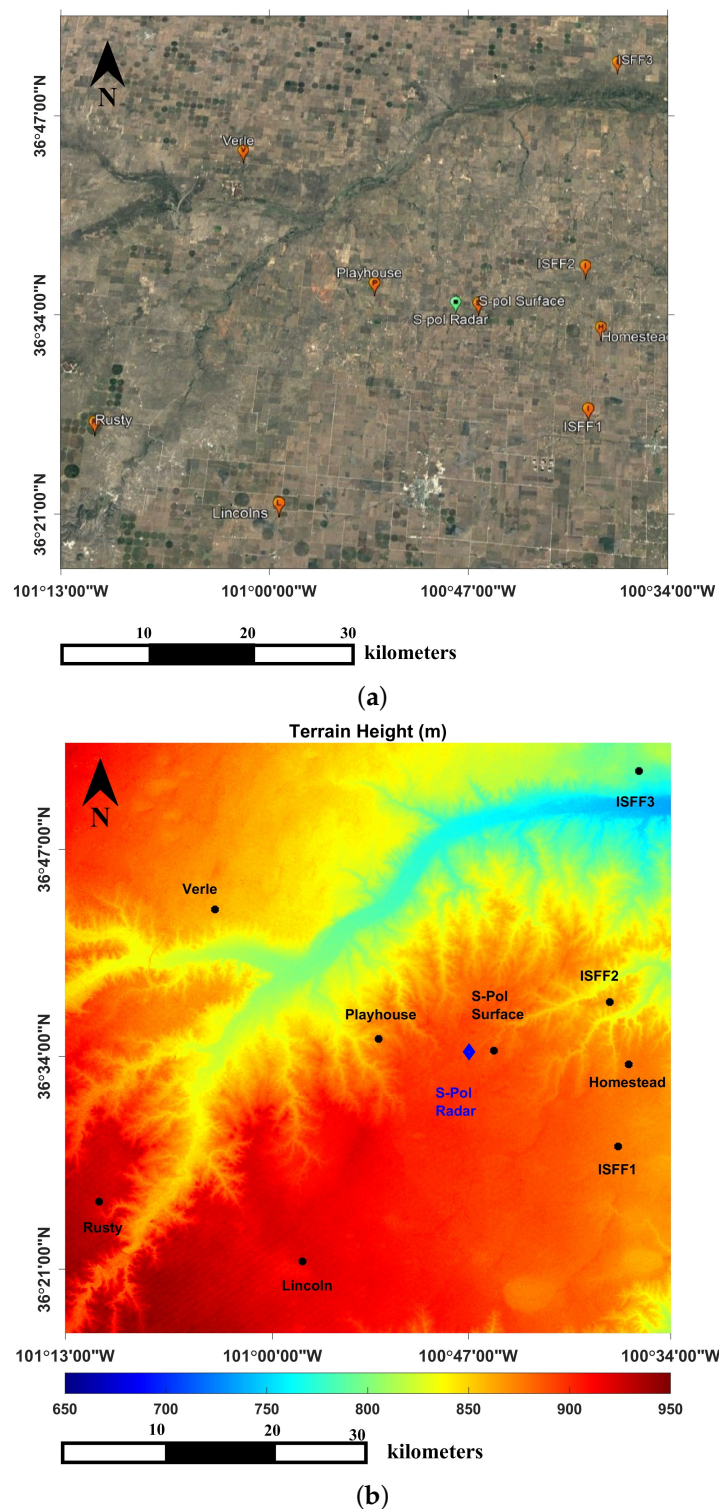 N
ISFF3
36°47'00"N
Verle
V
ISFF2
I
Playhouse
P
S-pol Surface
S-pol Radar
36°34'00"N
H
Homestead
I
ISFF1
Rusty
L
Lincolns
36°21'00"N
101°13'00"W 101°00'00"W 100°47'00"W 100°34'00"W
10 20 30
kilometers
(a)
Terrain Height (m)
N
ISFF3
36°47'00"N
Verle
ISFF2
S-Pol
Surface
Playhouse
36°34'00"N
Homestead
S-Pol
Radar
ISFF1
Rusty
Lincoln
36°21'00"N
101°13'00"W 101°00'00"W 100°47'00"W 100°34'00"W
650 700 750 800 850 900 950
10 20 30
kilometers
(b)